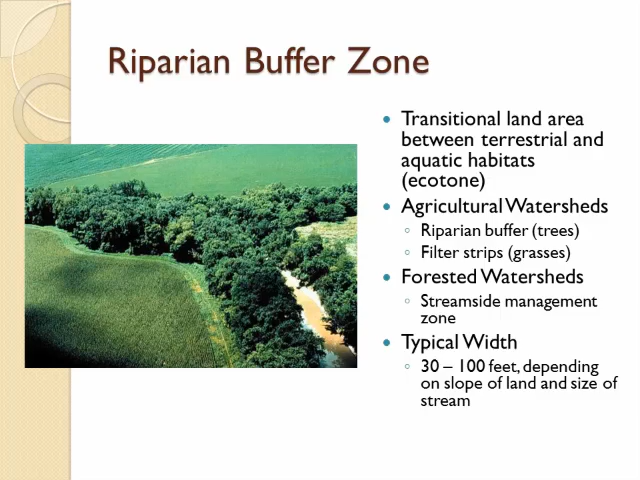 Riparian Buffer Zone
Transitional land area
between terrestrial and
aquatic habitats
(ecotone)
Agricultural Watersheds
Riparian buffer (trees)
Filter strips (grasses)
Forested Watersheds
Streamside management
zone
Typical Width
30 – 100 feet, depending
on slope of land and size of
stream